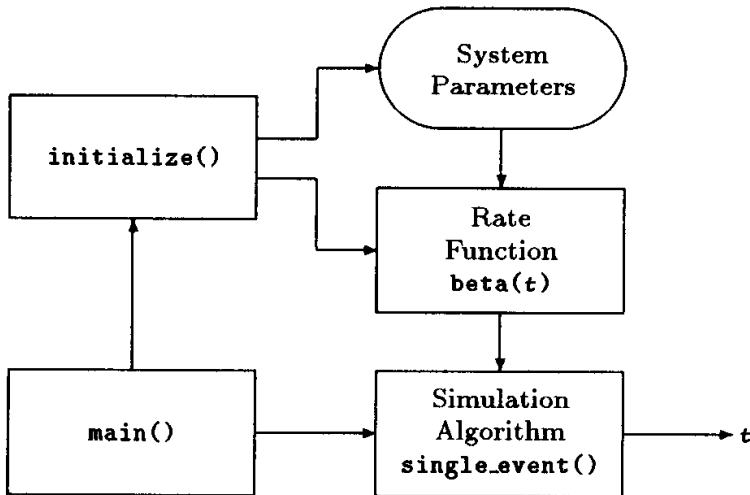 System
Parameters
initialize()
Rate
Function
beta(t)
main()
Simulation
Algorithm
single_event()
t